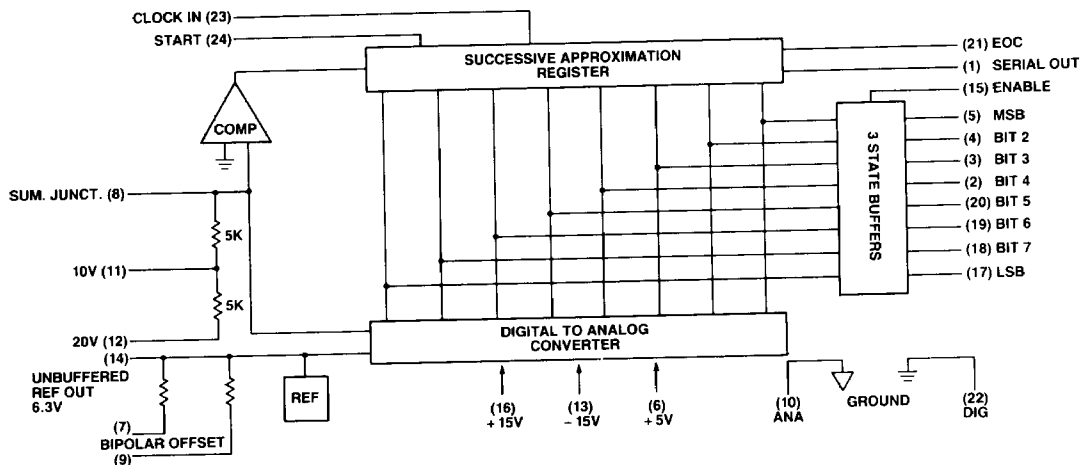 CLOCK IN (23)
START (24)
SUCCESSIVE APPROXIMATION
REGISTER
(21) EOC
(1) SERIAL OUT
(15) ENABLE
COMP
3 STATE BUFFERS
(5) MSB
(4) BIT 2
(3) BIT 3
(2) BIT 4
(20) BIT 5
(19) BIT 6
(18) BIT 7
(17) LSB
SUM. JUNCT. (8)
5K
10V (11)
5K
20V (12)
(14)
UNBUFFERED
REF OUT
6.3V
DIGITAL TO ANALOG
CONVERTER
REF
(7)
BIPOLAR OFFSET
(9)
(16)
+ 15V
(13)
– 15V
(6)
+ 5V
(10)
ANA
GROUND
(22)
DIG